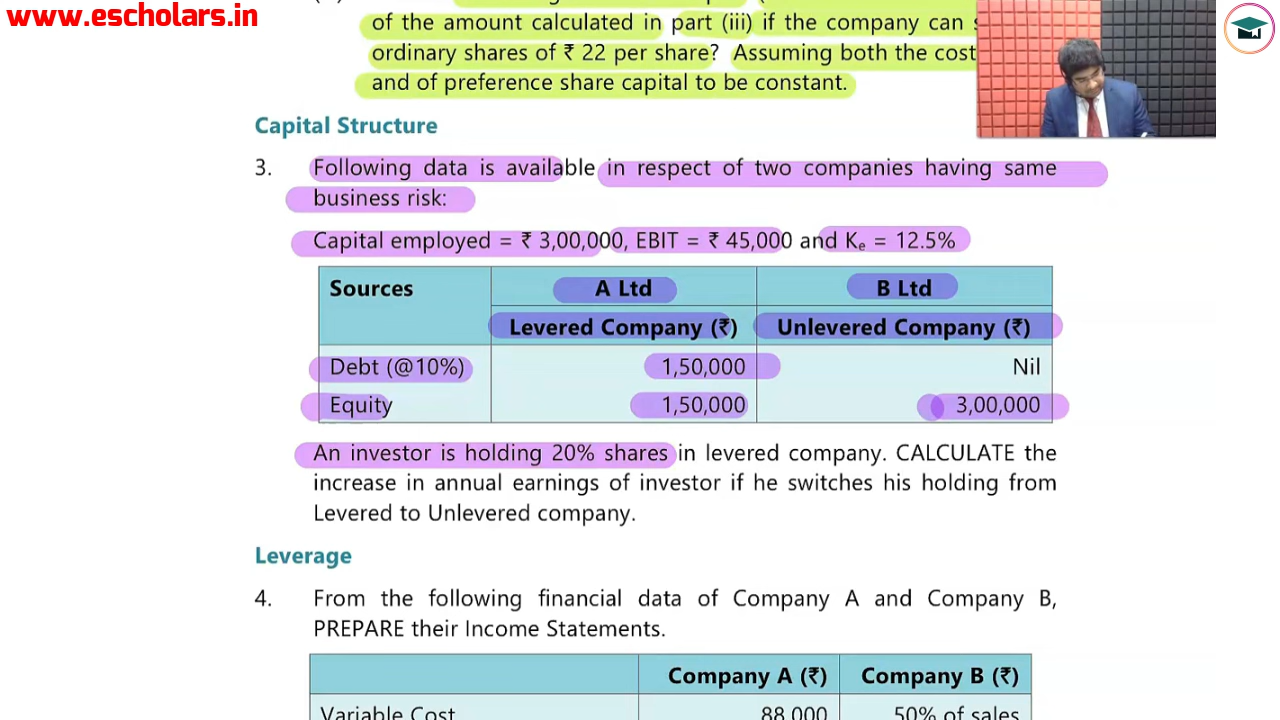 www.escholars.in
of the amount calculated in part (iii) if the company can
ordinary shares of ₹ 22 per share? Assuming both the cost
and of preference share capital to be constant.
Capital Structure
3. Following data is available in respect of two companies having same
business risk:
Capital employed = ₹ 3,00,000, EBIT = ₹ 45,000 and Ke = 12.5%
Sources A Ltd B Ltd
Levered Company (₹) Unlevered Company (₹)
Debt (@10%) 1,50,000 Nil
Equity 1,50,000 3,00,000
An investor is holding 20% shares in levered company. CALCULATE the
increase in annual earnings of investor if he switches his holding from
Levered to Unlevered company.
Leverage
4. From the following financial data of Company A and Company B,
PREPARE their Income Statements.
Company A (₹) Company B (₹)
Variable Cost 88,000 50% of sales